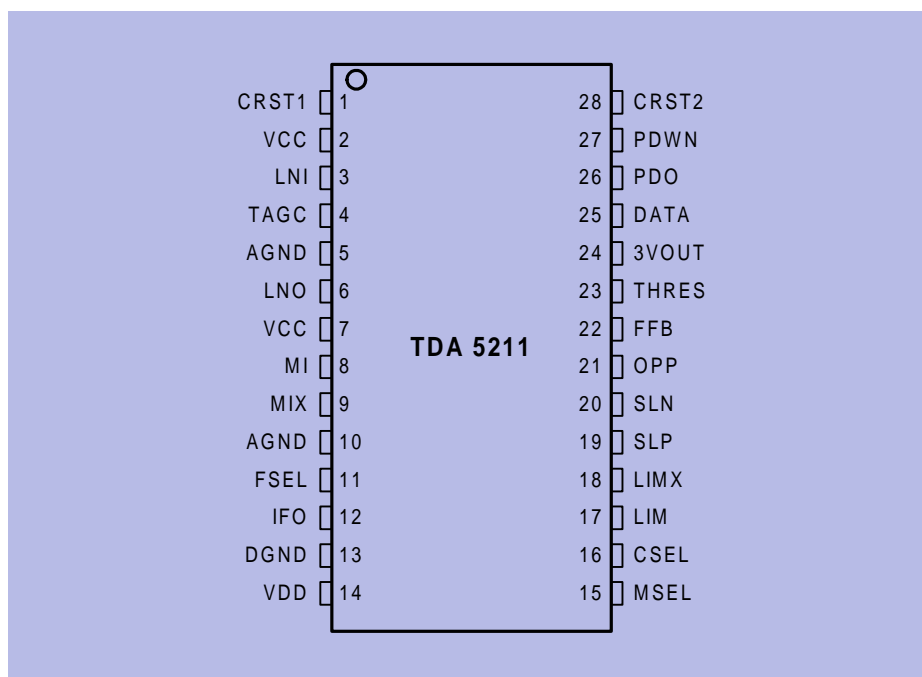 CRST1 1 28 CRST2
VCC 2 27 PDWN
LNI 3 26 PDO
TAGC 4 25 DATA
AGND 5 24 3VOUT
LNO 6 23 THRES
VCC 7 22 FFB
TDA 5211
MI 8 21 OPP
MIX 9 20 SLN
AGND 10 19 SLP
FSEL 11 18 LIMX
IFO 12 17 LIM
DGND 13 16 CSEL
VDD 14 15 MSEL